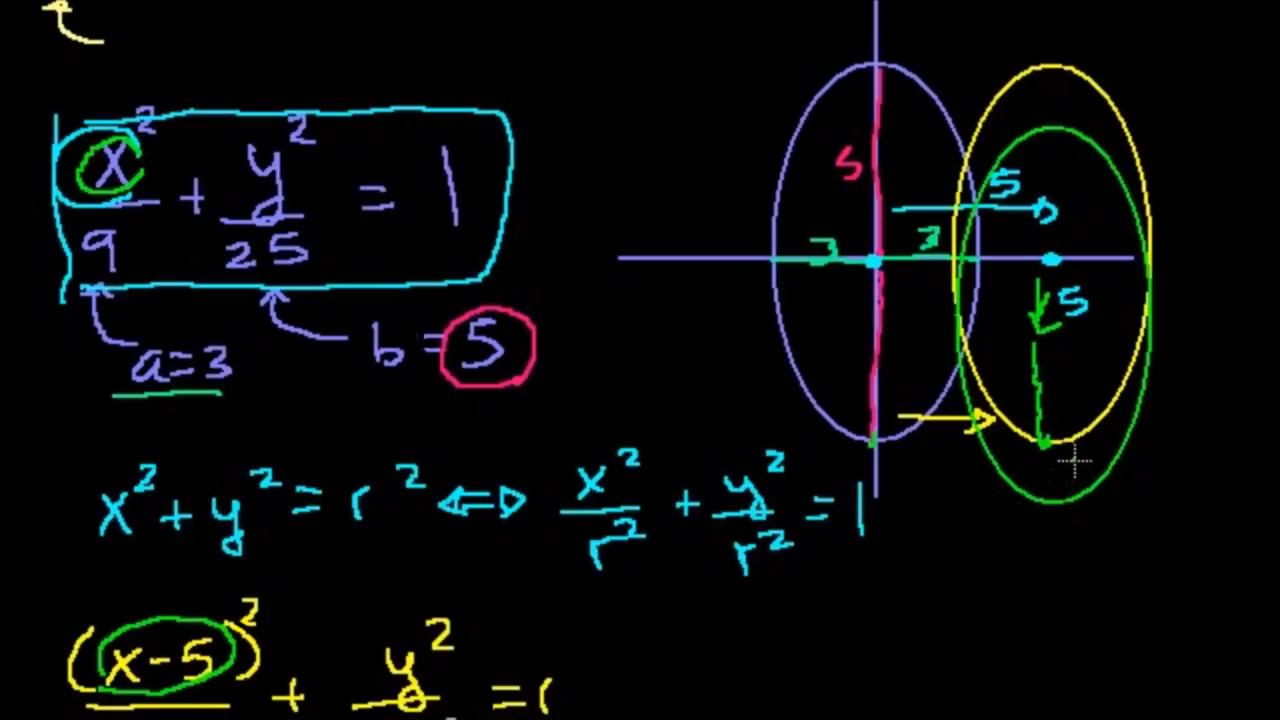 x²/9 + y²/25 = 1
a=3
b=5
x² + y² = r² ⇔ x²/r² + y²/r² = 1
(x-5)² + y² = 1
5
3
3
5
5